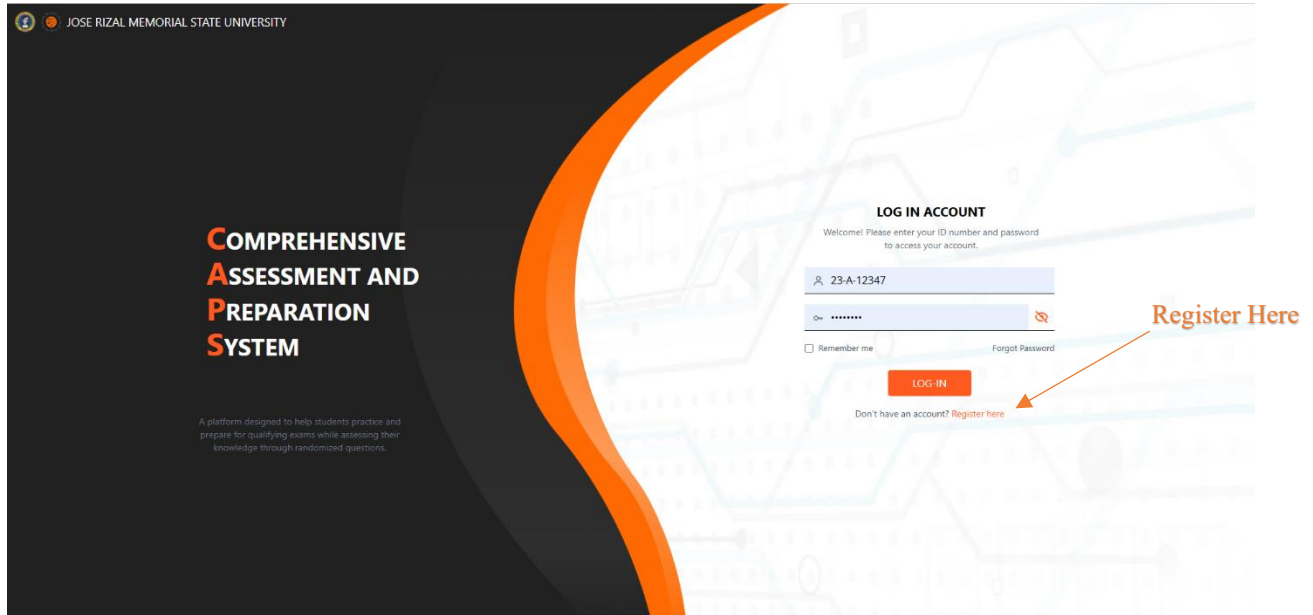 JOSE RIZAL MEMORIAL STATE UNIVERSITY
COMPREHENSIVE
ASSESSMENT AND
PREPARATION
SYSTEM
A platform designed to help students practice and
prepare for qualifying exams while assessing their
knowledge through randomized questions.
LOG IN ACCOUNT
Welcome! Please enter your ID number and password
to access your account.
23-A-12347
••••••••
Remember me
Forgot Password
LOG-IN
Don't have an account? Register here
Register Here